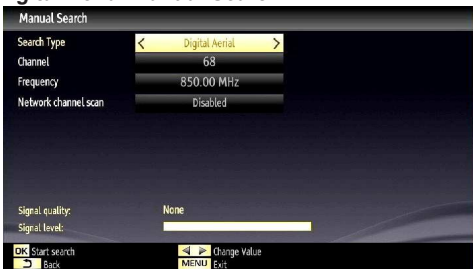 Manual Search
Search Type < Digital Aerial >
Channel 68
Frequency 850.00 MHz
Network channel scan Disabled
Signal quality: None
Signal level:
OK Start search Change Value
Back MENU Exit